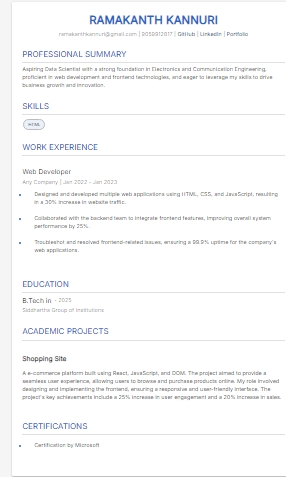 RAMAKANTH KANNURI
ramakanthkannuri@gmail.com | 9059912617 | GitHub | LinkedIn | Portfolio
PROFESSIONAL SUMMARY
Aspiring Data Scientist with a strong foundation in Electronics and Communication Engineering,
proficient in web development and frontend technologies, and eager to leverage my skills to drive
business growth and innovation.
SKILLS
HTML
WORK EXPERIENCE
Web Developer
Any Company | Jan 2022 - Jan 2023
• Designed and developed multiple web applications using HTML, CSS, and JavaScript, resulting
in a 30% increase in website traffic.
• Collaborated with the backend team to integrate frontend features, improving overall system
performance by 25%.
• Troubleshot and resolved frontend-related issues, ensuring a 99.9% uptime for the company's
web applications.
EDUCATION
B.Tech in - 2025
Siddhartha Group of Institutions
ACADEMIC PROJECTS
Shopping Site
A e-commerce platform built using React, JavaScript, and DOM. The project aimed to provide a
seamless user experience, allowing users to browse and purchase products online. My role involved
designing and implementing the frontend, ensuring a responsive and user-friendly interface. The
project's key achievements include a 25% increase in user engagement and a 20% increase in sales.
CERTIFICATIONS
• Certification by Microsoft